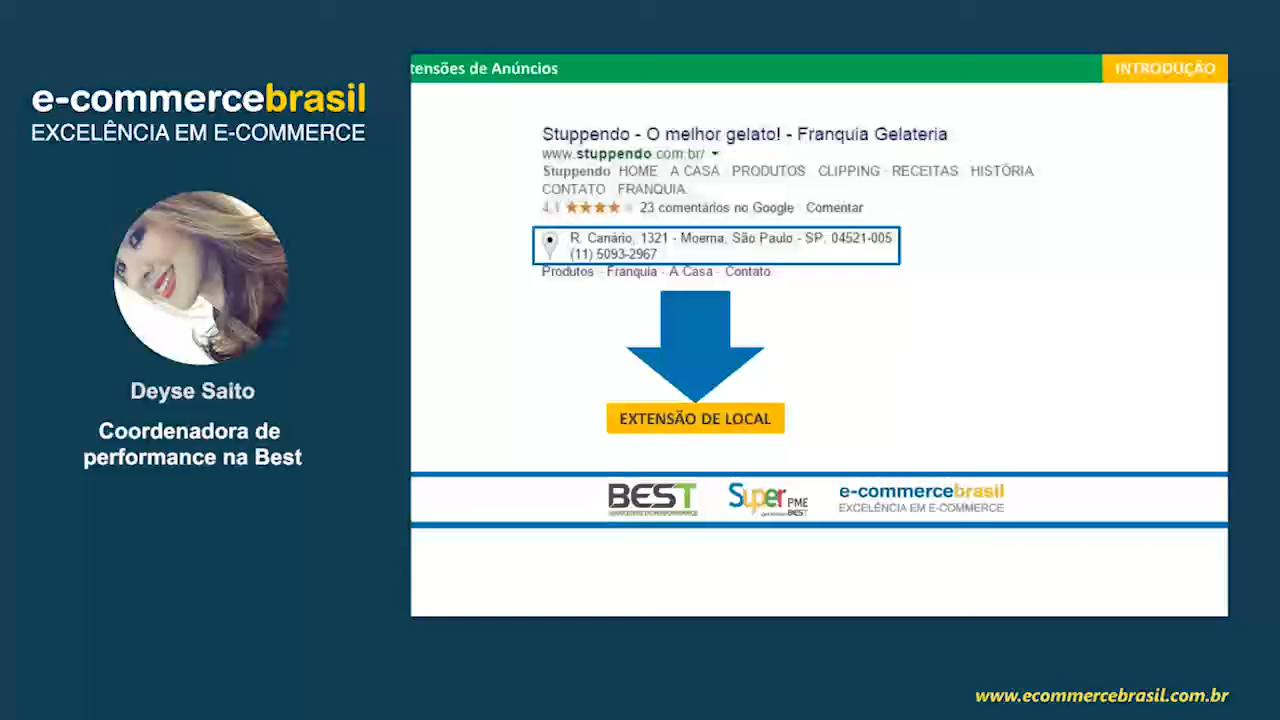 e-commercebrasil
EXCELÊNCIA EM E-COMMERCE
Deyse Saito
Coordenadora de
performance na Best
tensões de Anúncios
INTRODUÇÃO
Stuppendo - O melhor gelato! - Franquia Gelateria
www.stuppendo.com.br/
Stuppendo HOME A CASA PRODUTOS CLIPPING RECEITAS HISTÓRIA
CONTATO FRANQUIA.
4,1 23 comentários no Google Comentar
R. Canário, 1321 - Moema, São Paulo - SP, 04521-005
(11) 5093-2967
Produtos - Franquia - A Casa - Contato
EXTENSÃO DE LOCAL
BEST
Super PME
BEST
e-commercebrasil
EXCELÊNCIA EM E-COMMERCE
www.ecommercebrasil.com.br